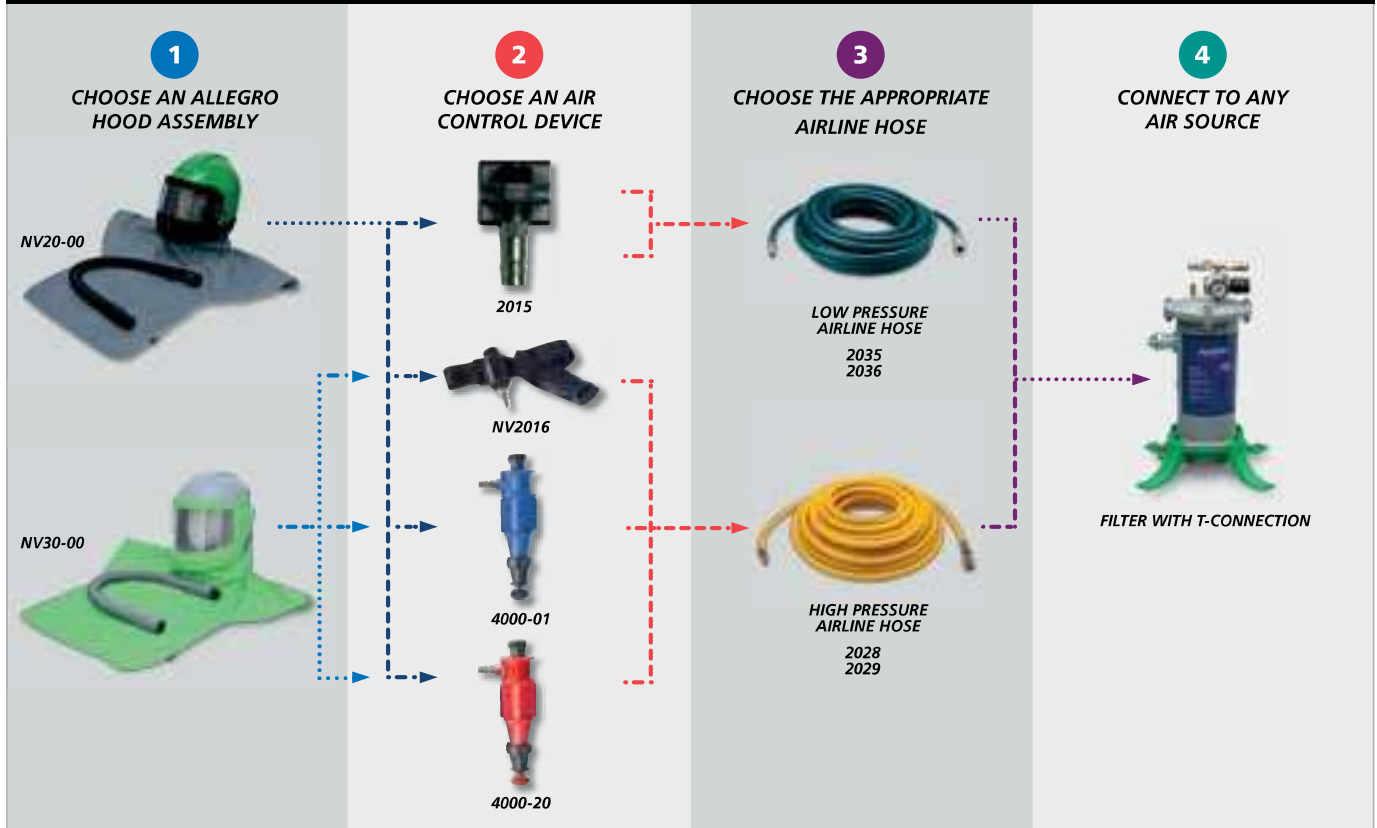 1
CHOOSE AN ALLEGRO
HOOD ASSEMBLY
NV20-00
NV30-00
2
CHOOSE AN AIR
CONTROL DEVICE
2015
NV2016
4000-01
4000-20
3
CHOOSE THE APPROPRIATE
AIRLINE HOSE
LOW PRESSURE
AIRLINE HOSE
2035
2036
HIGH PRESSURE
AIRLINE HOSE
2028
2029
4
CONNECT TO ANY
AIR SOURCE
FILTER WITH T-CONNECTION